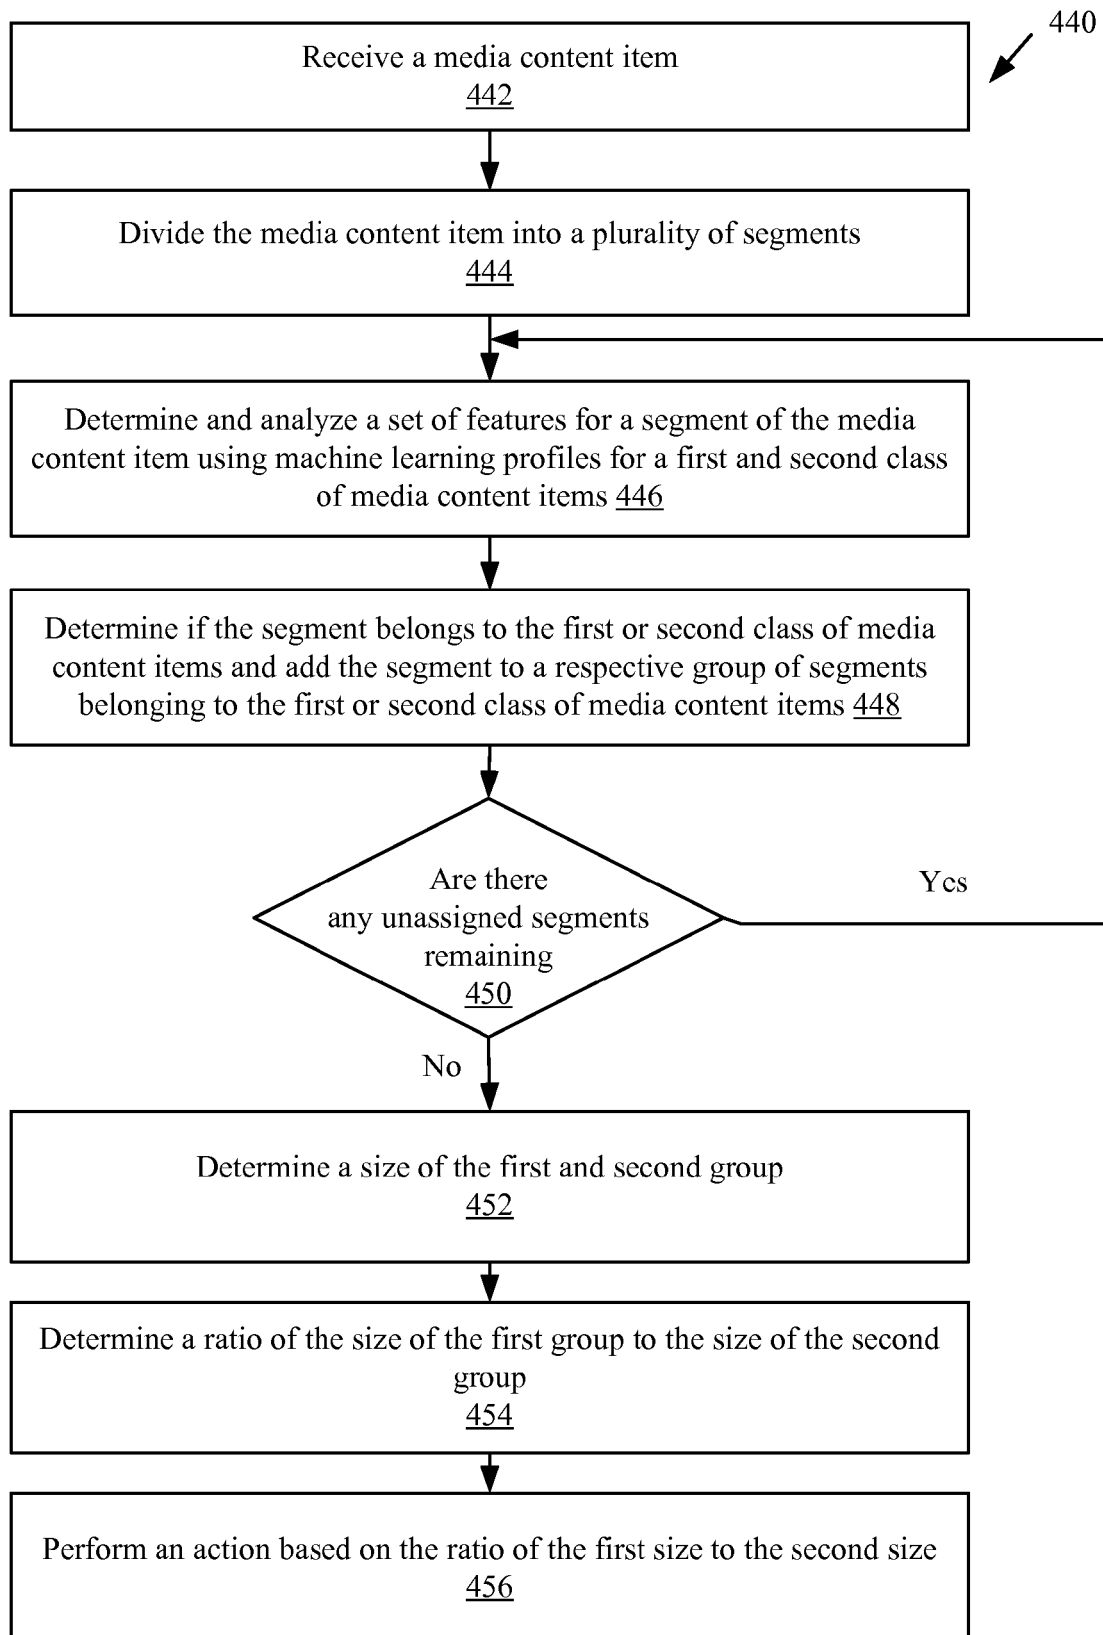 440
Receive a media content item
442
Divide the media content item into a plurality of segments
444
Determine and analyze a set of features for a segment of the media
content item using machine learning profiles for a first and second class
of media content items 446
Determine if the segment belongs to the first or second class of media
content items and add the segment to a respective group of segments
belonging to the first or second class of media content items 448
Are there
any unassigned segments
remaining
450
Yes
No
Determine a size of the first and second group
452
Determine a ratio of the size of the first group to the size of the second
group
454
Perform an action based on the ratio of the first size to the second size
456